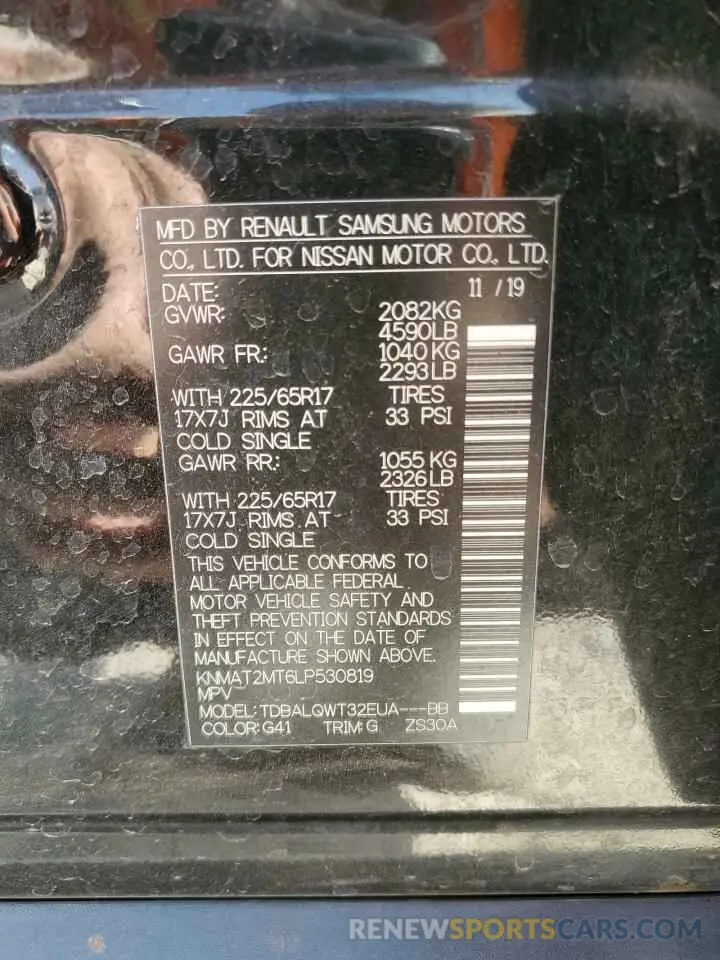 MFD BY RENAULT SAMSUNG MOTORS
CO., LTD. FOR NISSAN MOTOR CO., LTD.
DATE: 11 / 19
GVWR: 2082KG
4590LB
GAWR FR: 1040 KG
2293 LB
WITH 225/65R17 TIRES
17X7J RIMS AT 33 PSI
COLD SINGLE
GAWR RR: 1055 KG
2326 LB
WITH 225/65R17 TIRES
17X7J RIMS AT 33 PSI
COLD SINGLE
THIS VEHICLE CONFORMS TO
ALL APPLICABLE FEDERAL
MOTOR VEHICLE SAFETY AND
THEFT PREVENTION STANDARDS
IN EFFECT ON THE DATE OF
MANUFACTURE SHOWN ABOVE.
KNMAT2MT6LP530819
MPV
MODEL: TDBALQWT32EUA---BB
COLOR: G41 TRIM: G ZS30A
RENEWSPORTSCARS.COM